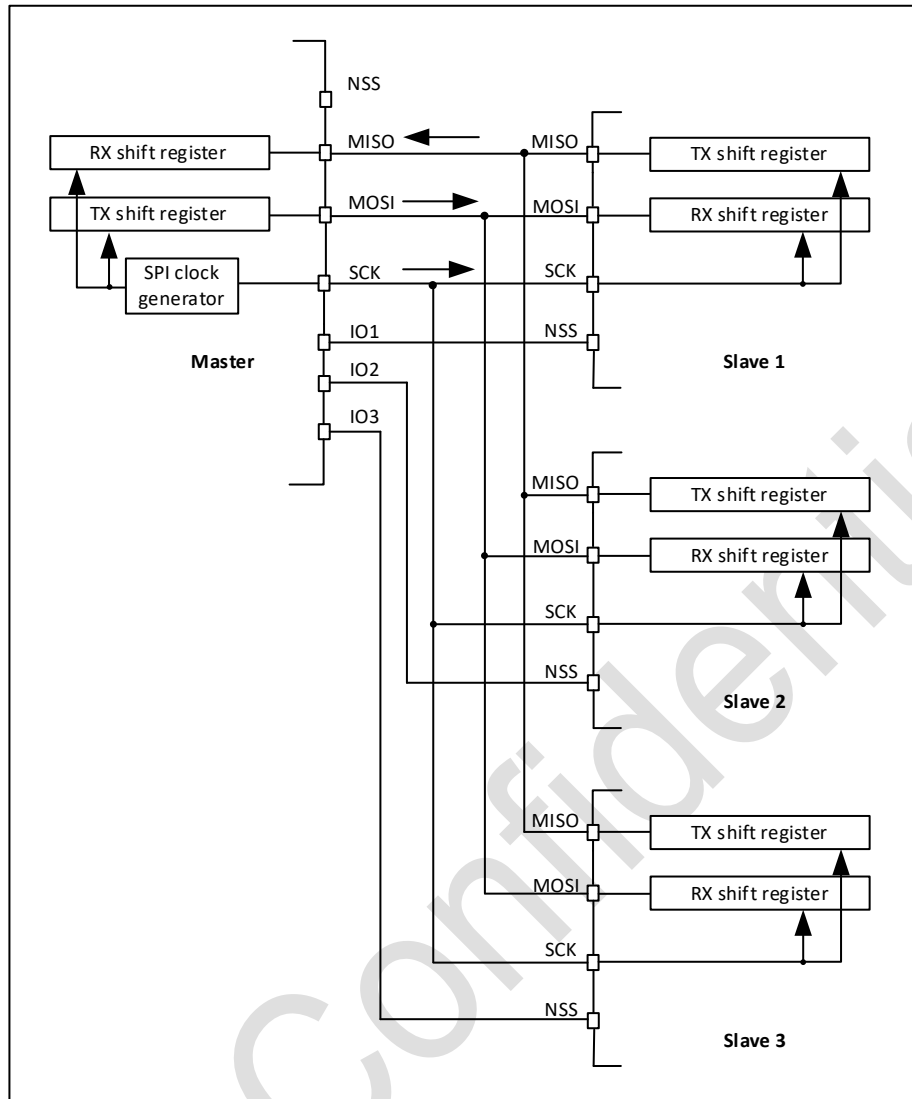 NSS
MISO
MISO
RX shift register
TX shift register
MOSI
MOSI
TX shift register
RX shift register
SCK
SCK
SPI clock
generator
IO1
NSS
Master
Slave 1
IO2
IO3
MISO
TX shift register
MOSI
RX shift register
SCK
NSS
Slave 2
MISO
TX shift register
MOSI
RX shift register
SCK
NSS
Slave 3
Confidential